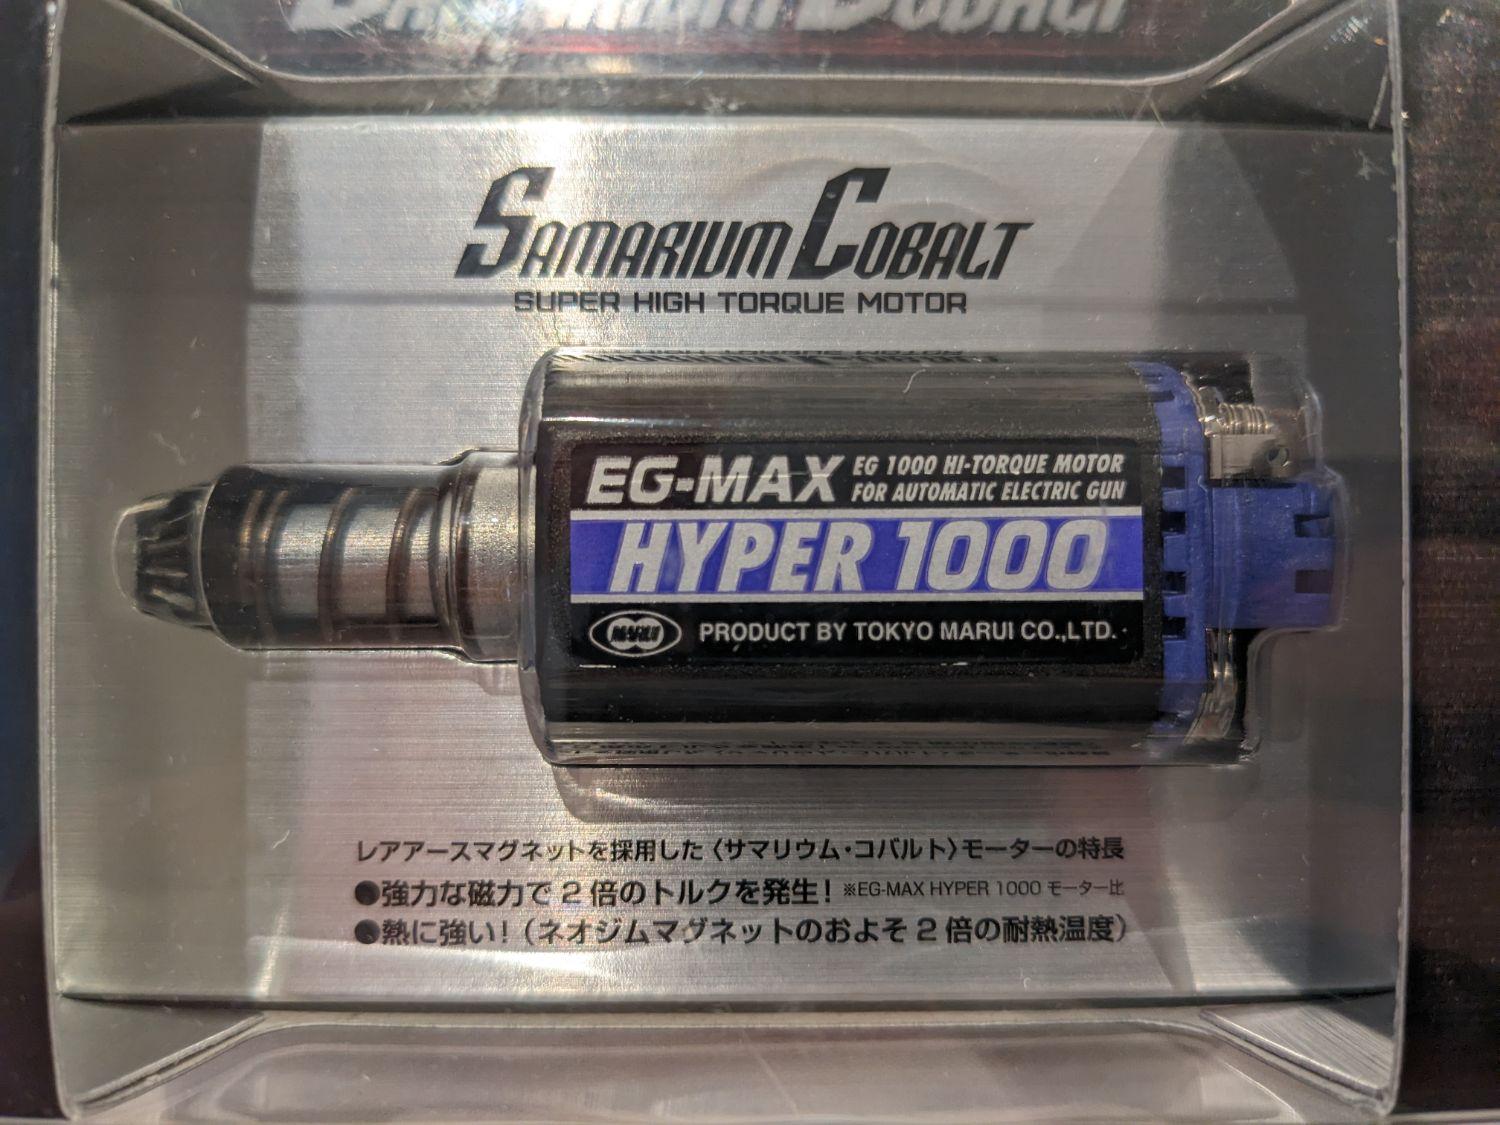 SAMARIUM COBALT
SAMARIUM COBALT
SUPER HIGH TORQUE MOTOR
EG-MAX EG 1000 HI-TORQUE MOTOR
FOR AUTOMATIC ELECTRIC GUN
HYPER 1000
MARUI PRODUCT BY TOKYO MARUI CO.,LTD.
レアアースマグネットを採用した〈サマリウム・コバルト〉モーターの特長
●強力な磁力で2倍のトルクを発生! ※EG-MAX HYPER 1000 モーター比
●熱に強い!(ネオジムマグネットのおよそ2倍の耐熱温度)